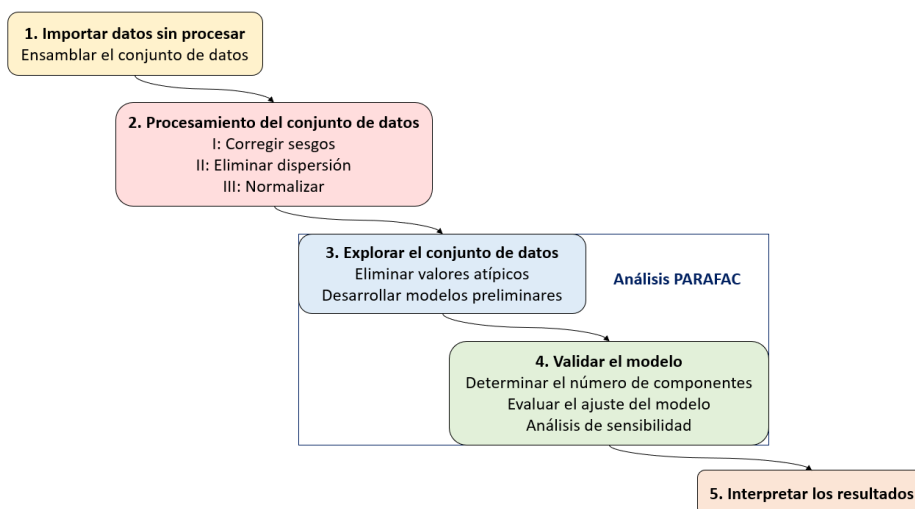 1. Importar datos sin procesar
Ensamblar el conjunto de datos
2. Procesamiento del conjunto de datos
I: Corregir sesgos
II: Eliminar dispersión
III: Normalizar
3. Explorar el conjunto de datos
Eliminar valores atípicos
Desarrollar modelos preliminares
Análisis PARAFAC
4. Validar el modelo
Determinar el número de componentes
Evaluar el ajuste del modelo
Análisis de sensibilidad
5. Interpretar los resultados